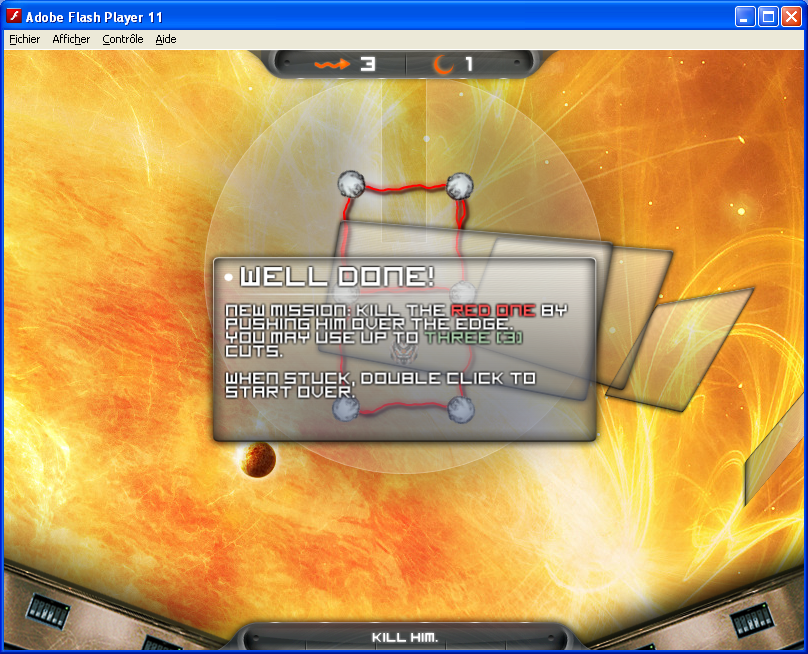 Adobe Flash Player 11
Fichier Afficher Contrôle Aide
3 1
WELL DONE!
NEW MISSION: KILL THE RED ONE BY
PUSHING HIM OVER THE EDGE.
YOU MAY USE UP TO THREE (3)
CUTS.
WHEN STUCK, DOUBLE CLICK TO
START OVER.
KILL HIM.